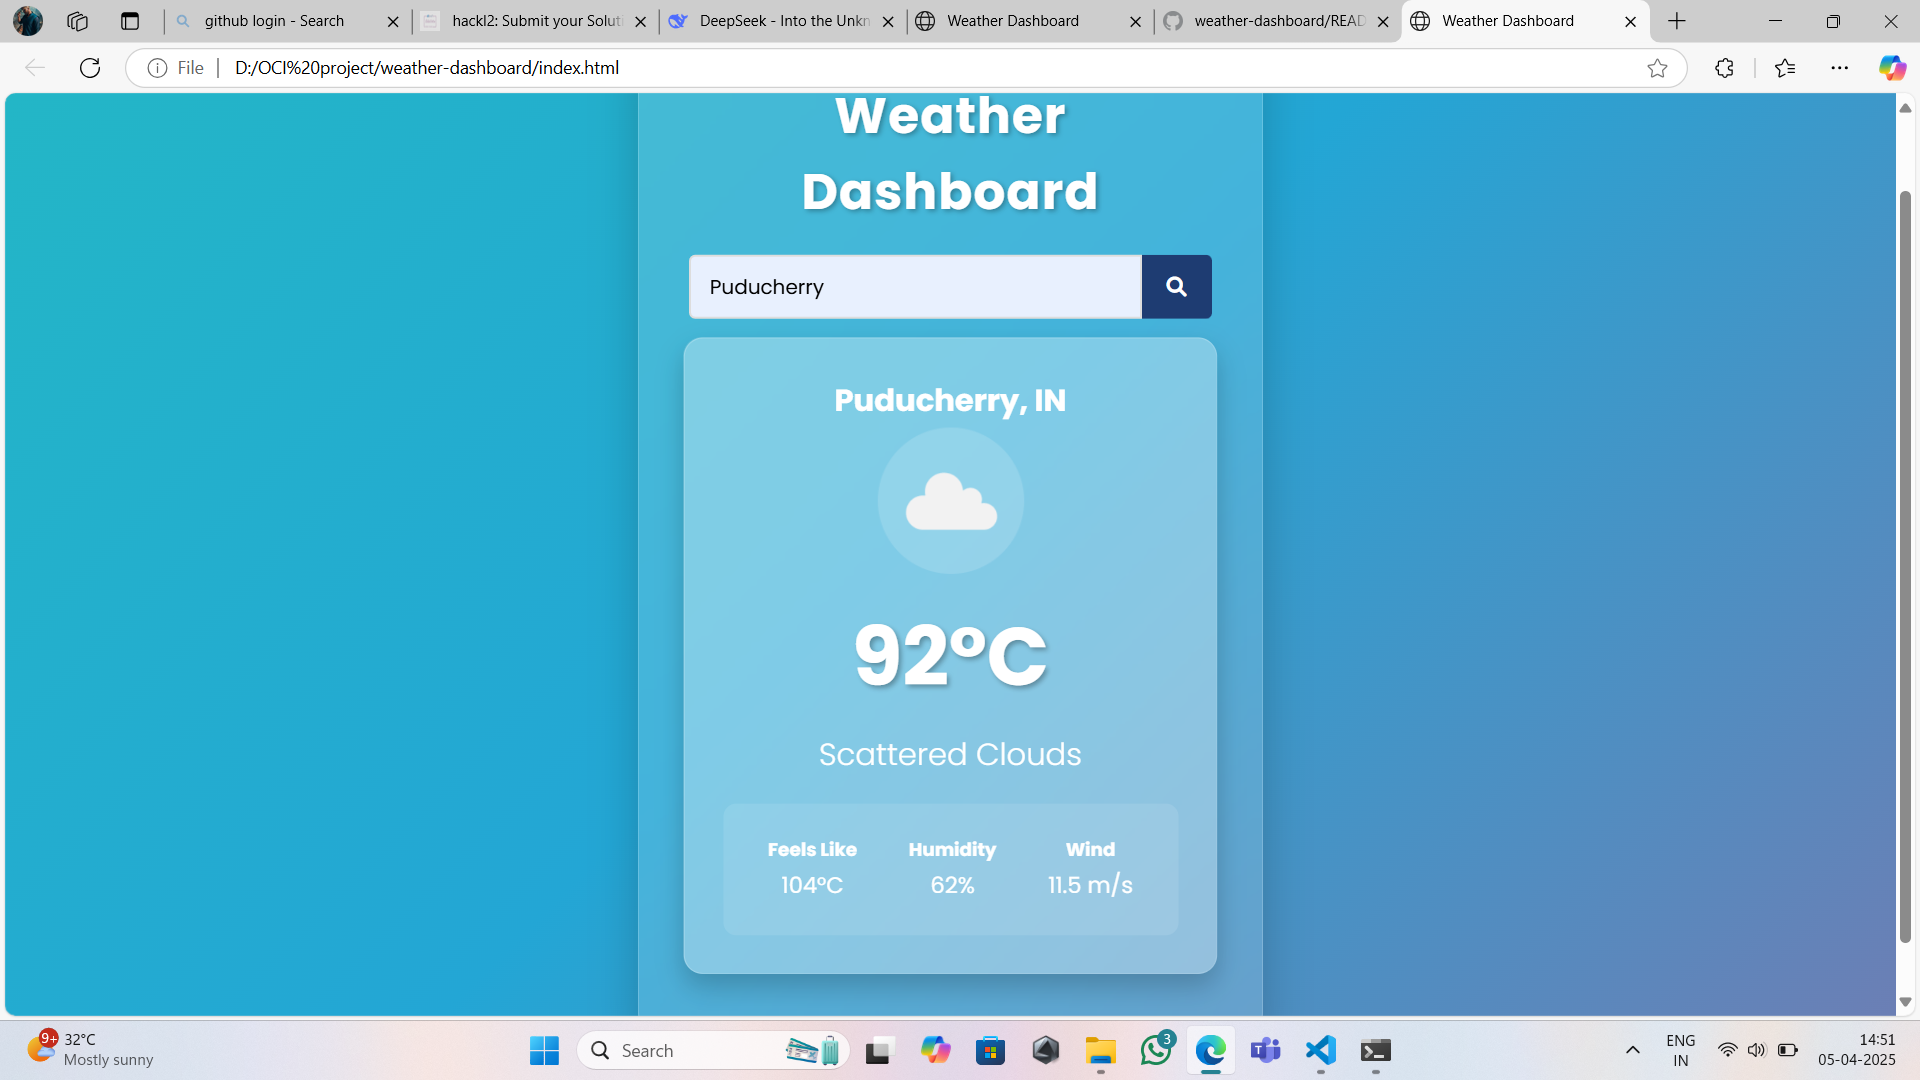 github login - Search
hackl2: Submit your Soluti
DeepSeek - Into the Unkn
Weather Dashboard
weather-dashboard/READ
Weather Dashboard
File
D:/OCI%20project/weather-dashboard/index.html
Weather
Dashboard
Puducherry
Puducherry, IN
92°C
Scattered Clouds
Feels Like Humidity Wind
104°C 62% 11.5 m/s
9+
32°C
Mostly sunny
Search
3
ENG
IN
14:51
05-04-2025